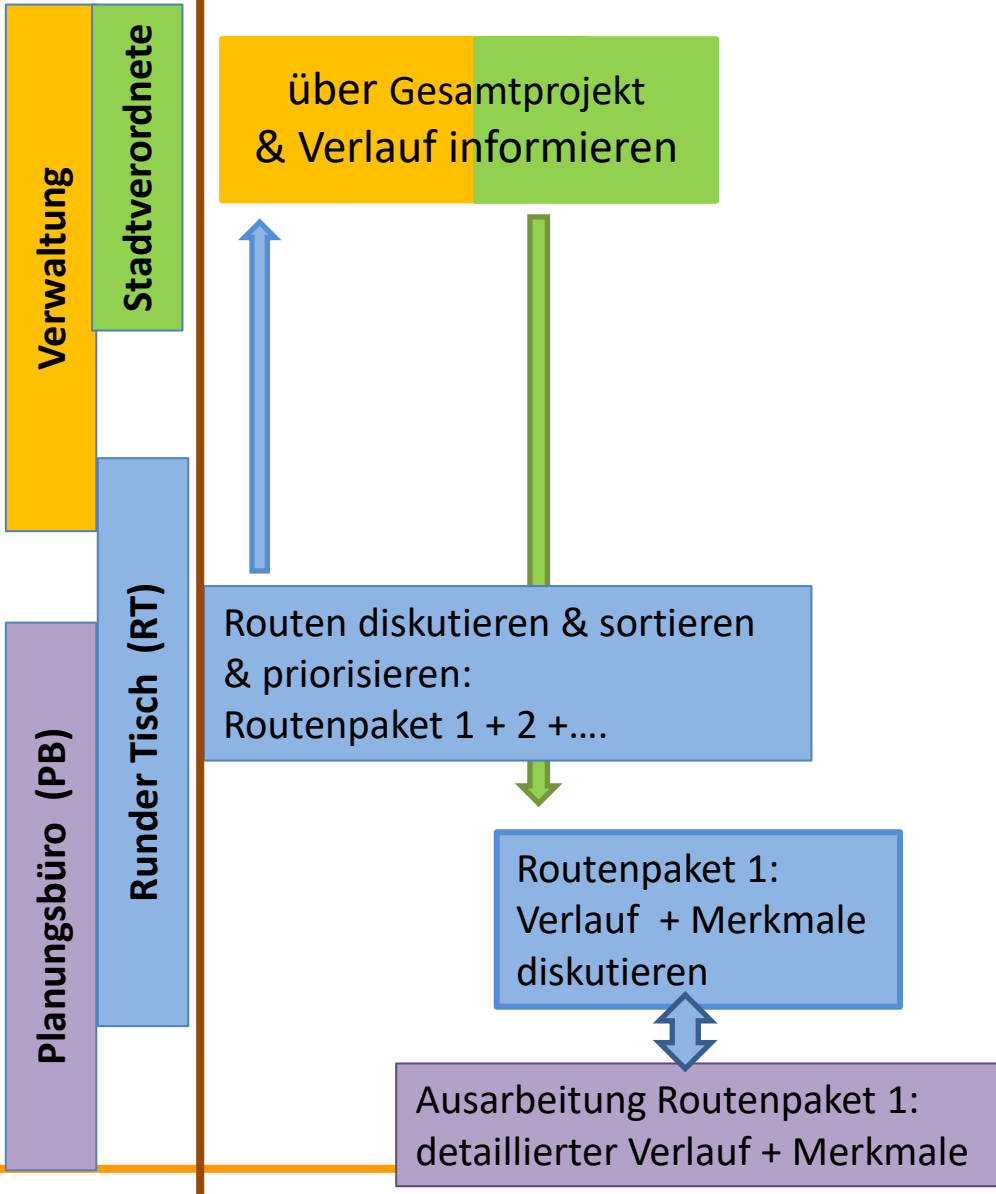 Verwaltung
Stadtverordnete
Runder Tisch (RT)
Planungsbüro (PB)
über Gesamtprojekt
& Verlauf informieren
Routen diskutieren & sortieren
& priorisieren:
Routenpaket 1 + 2 +....
Routenpaket 1:
Verlauf + Merkmale
diskutieren
Ausarbeitung Routenpaket 1:
detaillierter Verlauf + Merkmale